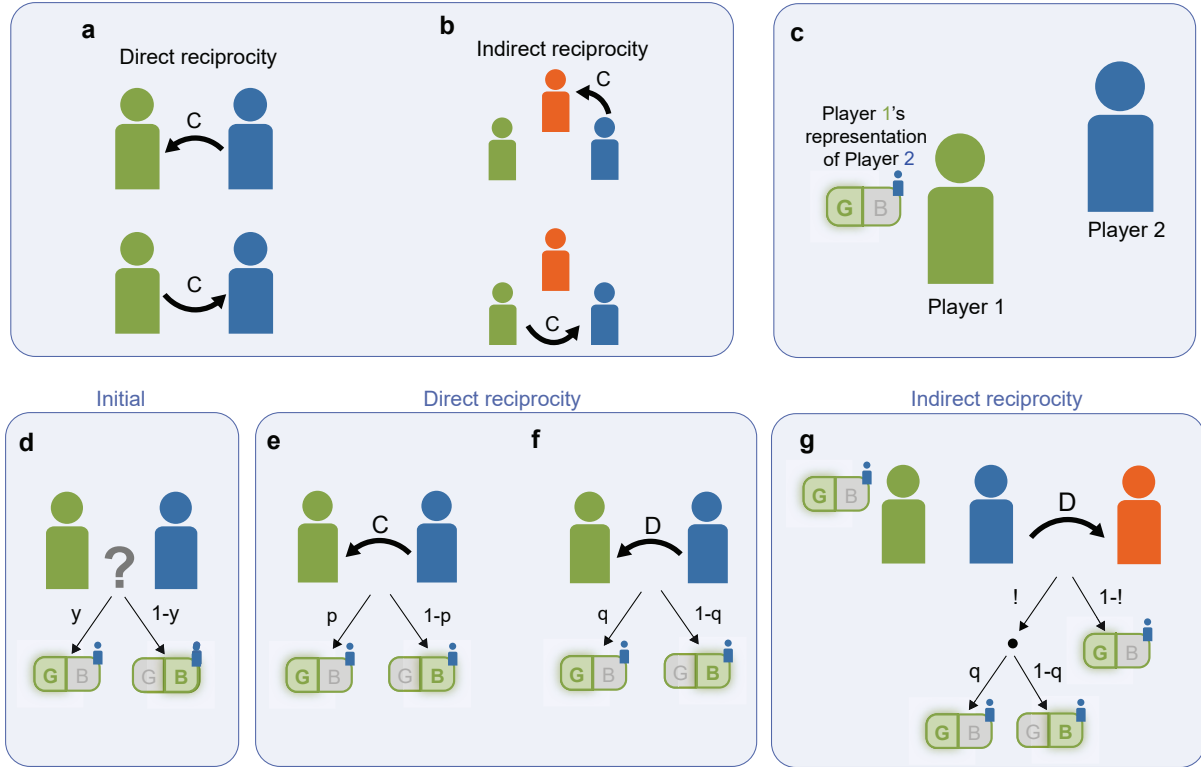 a
Direct reciprocity
C
C
b
Indirect reciprocity
C
C
c
Player 1's
representation
of Player 2
G B
Player 1
Player 2
Initial
d
?
y 1-y
G B G B
Direct reciprocity
e
C
p 1-p
G B G B
f
D
q 1-q
G B G B
Indirect reciprocity
g
G B
D
! 1-!
G B
q 1-q
G B G B